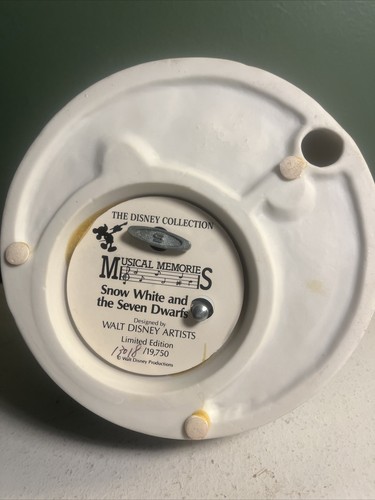 THE DISNEY COLLECTION
MUSICAL MEMORIES
Snow White and
the Seven Dwarfs
Designed by
WALT DISNEY ARTISTS
Limited Edition
13018/19,750
© Walt Disney Productions